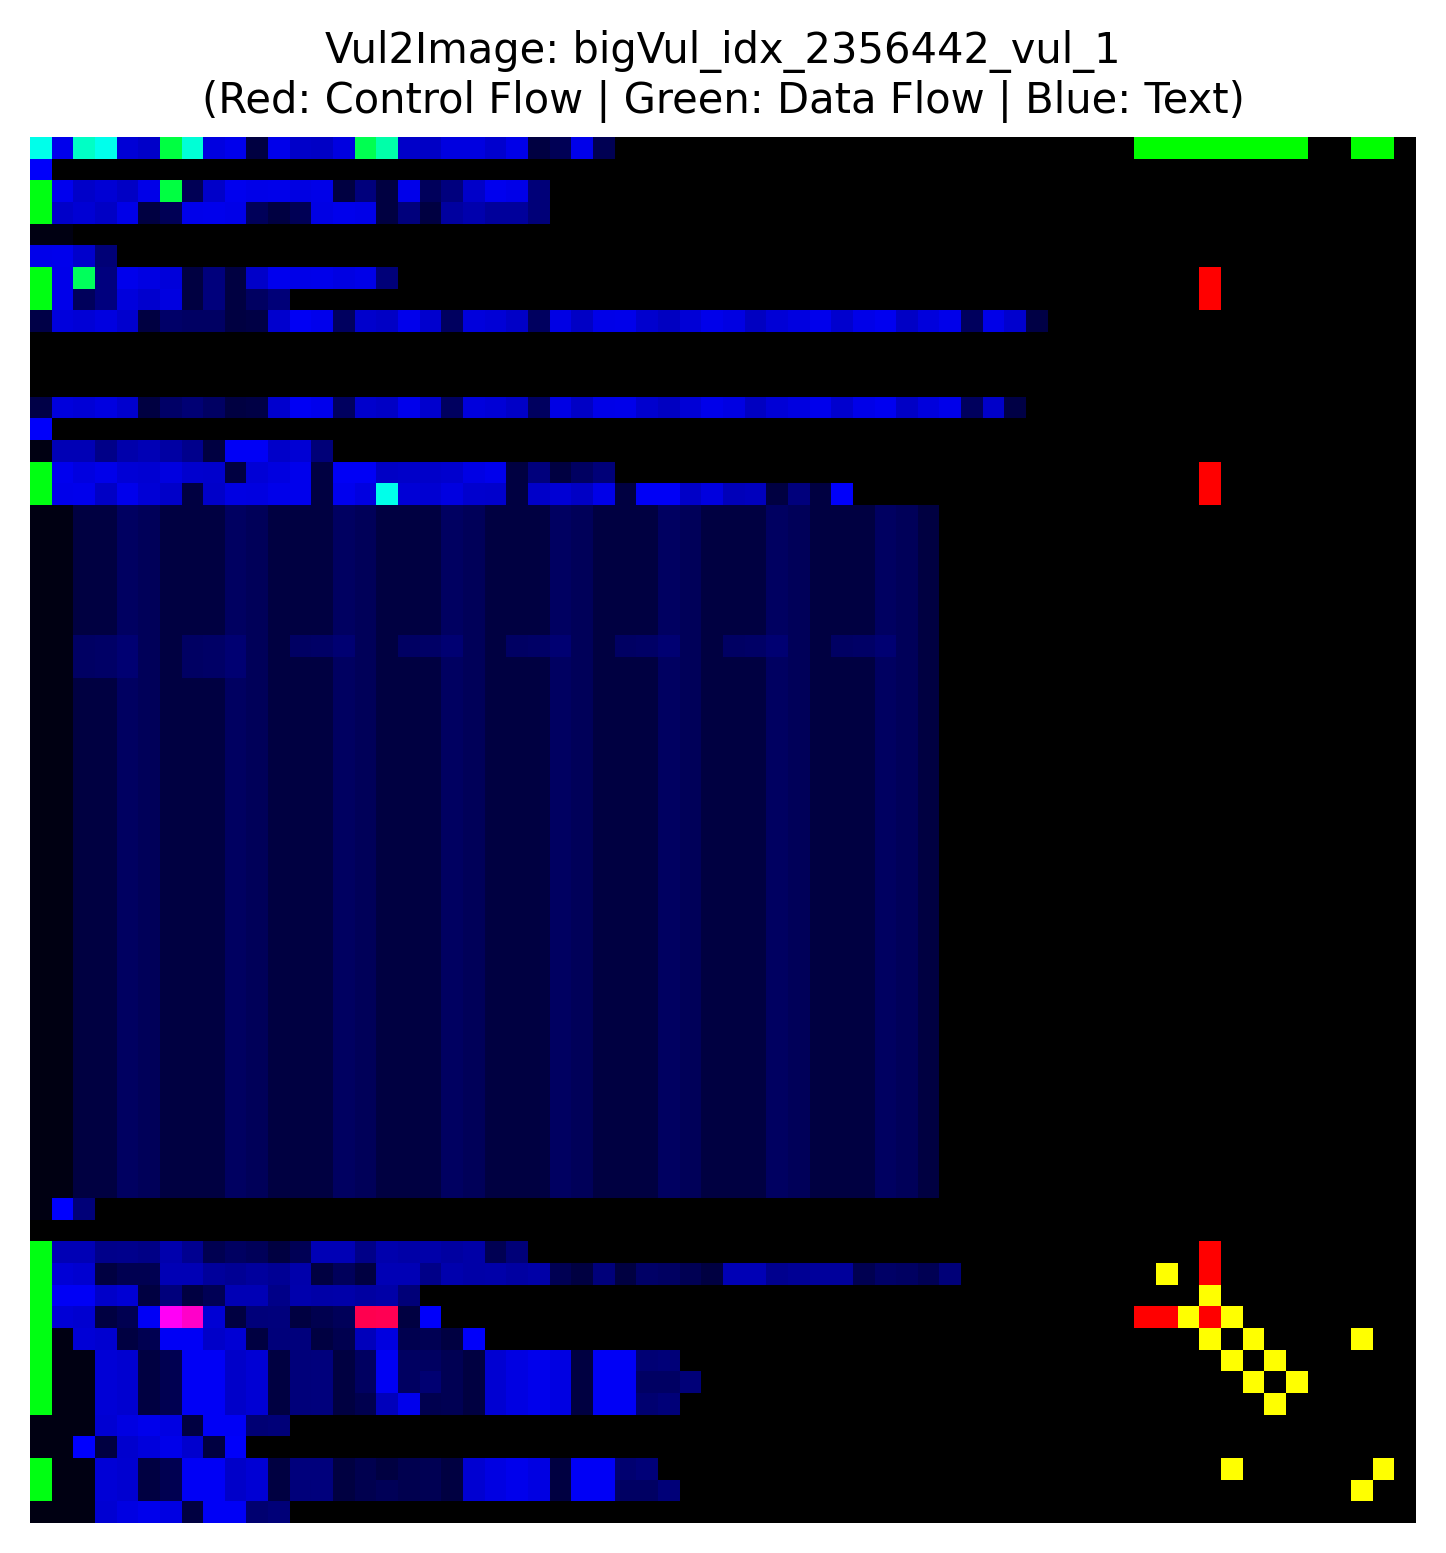 Vul2Image: bigVul_idx_2356442_vul_1
(Red: Control Flow | Green: Data Flow | Blue: Text)